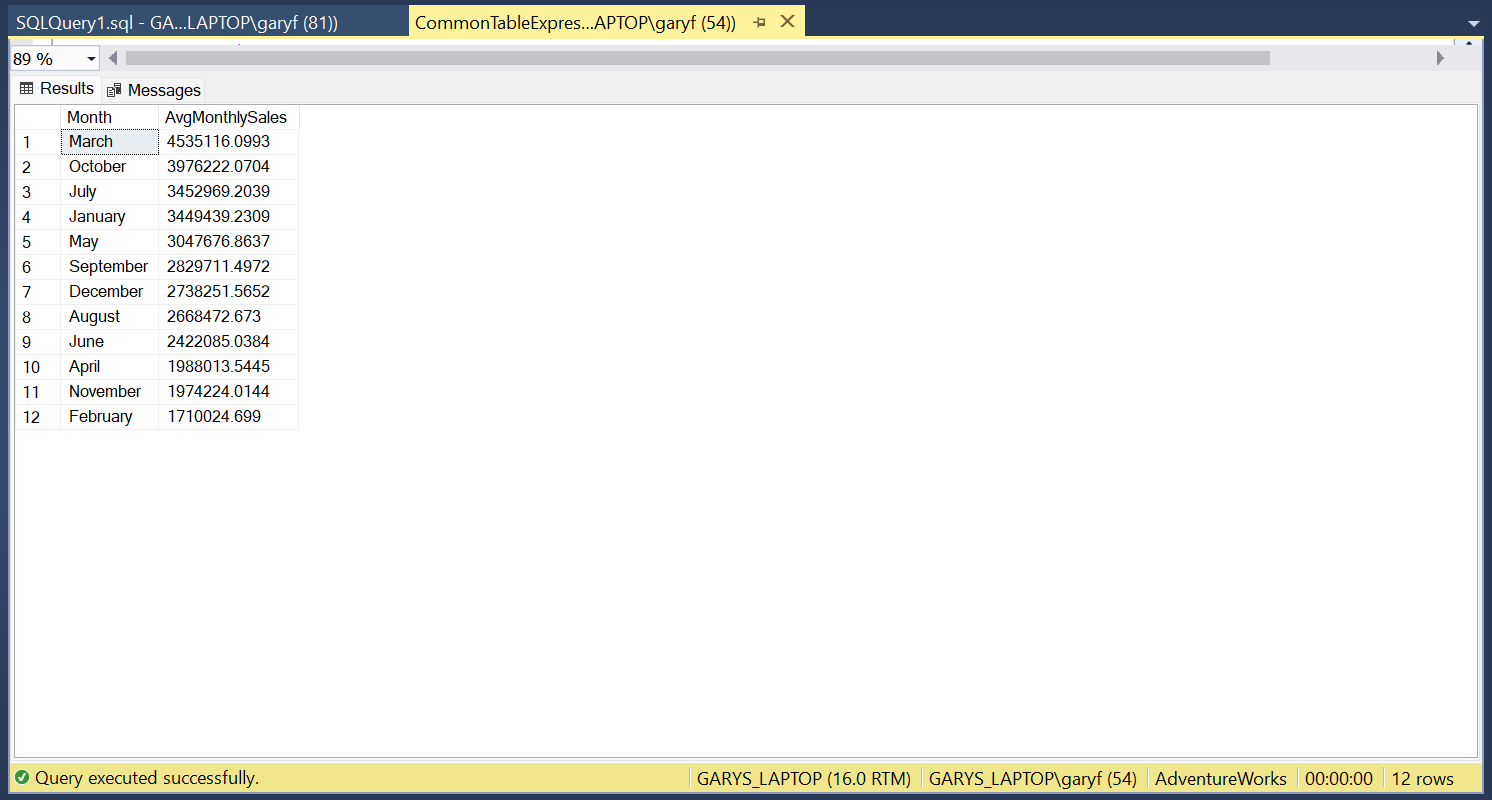 SQLQuery1.sql - GA...LAPTOP\garyf (81)) CommonTableExpres...APTOP\garyf (54))
89 %
Results Messages
Month AvgMonthlySales
1 March 4535116.0993
2 October 3976222.0704
3 July 3452969.2039
4 January 3449439.2309
5 May 3047676.8637
6 September 2829711.4972
7 December 2738251.5652
8 August 2668472.673
9 June 2422085.0384
10 April 1988013.5445
11 November 1974224.0144
12 February 1710024.699
Query executed successfully. GARYS_LAPTOP (16.0 RTM) GARYS_LAPTOP\garyf (54) AdventureWorks 00:00:00 12 rows